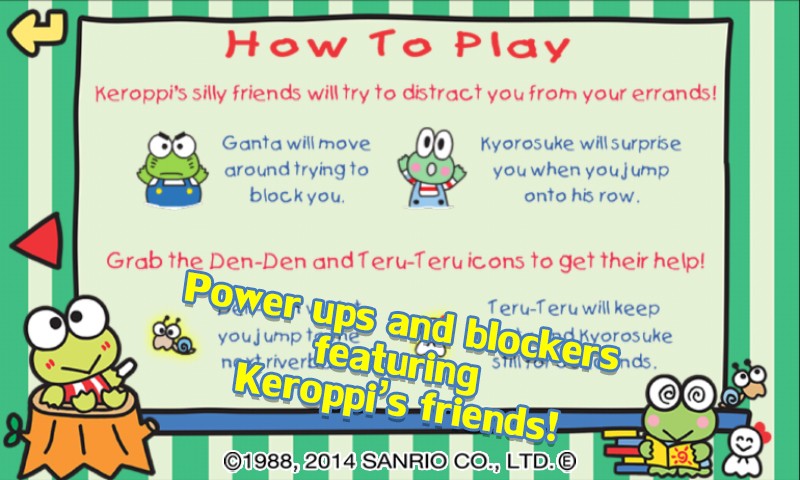 How To Play
Keroppi's silly friends will try to distract you from your errands!
Ganta will move
around trying to
block you.
Kyorosuke will surprise
you when you jump
onto his row.
Grab the Den-Den and Teru-Teru icons to get their help!
you jump
next
Teru-Teru will keep
Kyorosuke
still for
Power ups and blockers
featuring
Keroppi's friends!
©1988, 2014 SANRIO CO., LTD.Ⓔ